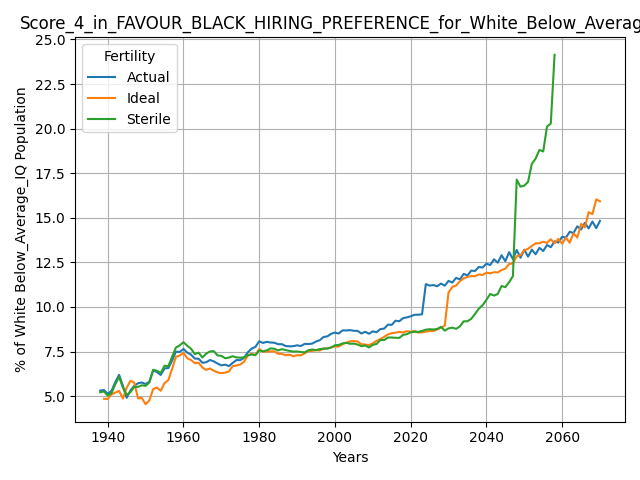 Score_4_in_FAVOUR_BLACK_HIRING_PREFERENCE_for_White_Below_Averag
25.0
22.5
20.0
17.5
15.0
12.5
10.0
7.5
5.0
% of White Below_Average_IQ Population
Fertility
Actual
Ideal
Sterile
1940 1960 1980 2000 2020 2040 2060
Years